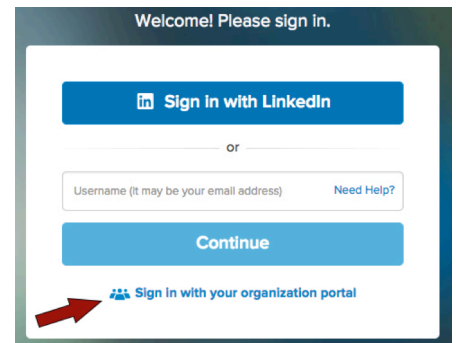 Welcome! Please sign in.
in Sign in with LinkedIn
or
Username (it may be your email address) Need Help?
Continue
Sign in with your organization portal